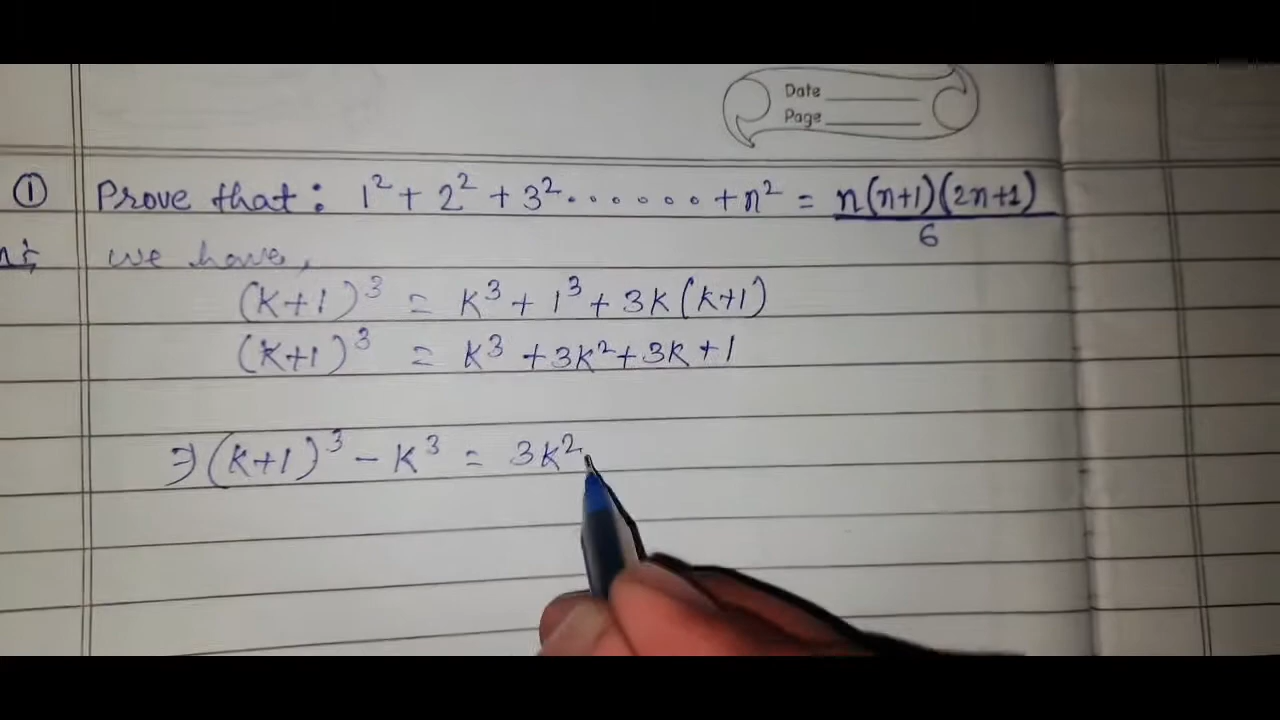 Date
Page
① Prove that: 1² + 2² + 3² ....... + n² = n(n+1)(2n+1)
6
we have,
(k+1)³ = k³ + 1³ + 3k(k+1)
(k+1)³ = k³ + 3k² + 3k + 1
⇒ (k+1)³ - k³ = 3k²